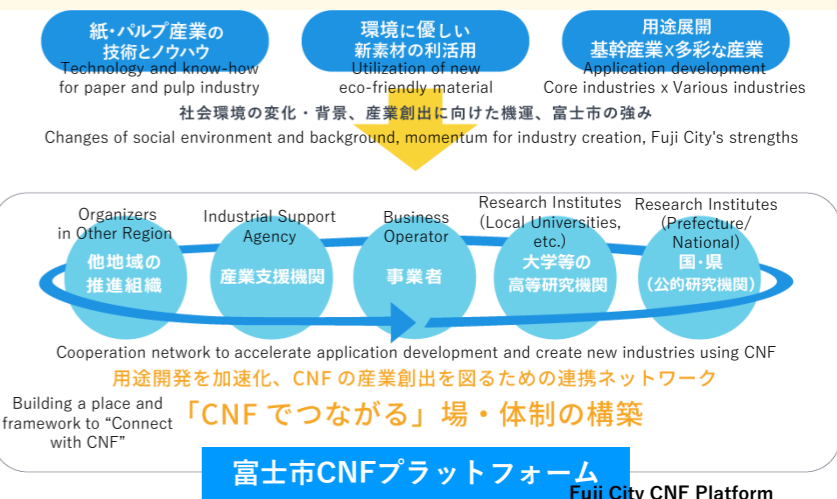 紙・パルプ産業の
技術とノウハウ
Technology and know-how
for paper and pulp industry
環境に優しい
新素材の利活用
Utilization of new
eco-friendly material
用途展開
基幹産業×多彩な産業
Application development
Core industries x Various industries
社会環境の変化・背景、産業創出に向けた機運、富士市の強み
Changes of social environment and background, momentum for industry creation, Fuji City's strengths
Organizers
in Other Region
他地域の
推進組織
Industrial Support
Agency
産業支援機関
Business
Operator
事業者
Research Institutes
(Local Universities,
etc.)
大学等の
高等研究機関
Research Institutes
(Prefecture/
National)
国・県
(公的研究機関)
Cooperation network to accelerate application development and create new industries using CNF
用途開発を加速化、CNFの産業創出を図るための連携ネットワーク
Building a place and
framework to “Connect
with CNF”
「CNFでつながる」場・体制の構築
富士市CNFプラットフォーム
Fuji City CNF Platform